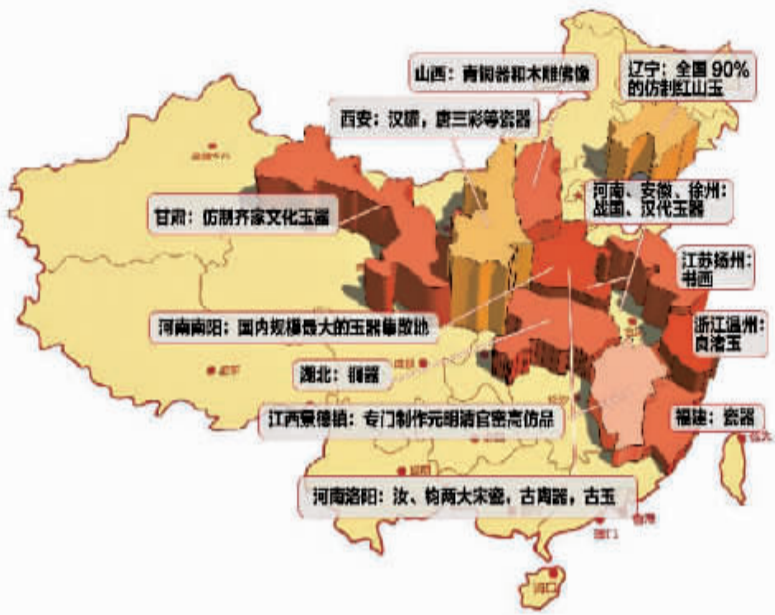 山西：青铜器和木雕佛像
辽宁：全国 90%
的仿制红山玉
西安：汉罐，唐三彩等瓷器
河南、安徽、徐州：
战国、汉代玉器
甘肃：仿制齐家文化玉器
江苏扬州：
书画
河南南阳：国内规模最大的玉器集散地
浙江温州：
良渚玉
湖北：铜器
江西景德镇：专门制作元明清官窑高仿品
福建：瓷器
河南洛阳：汝、钧两大宋瓷，古陶器，古玉
海口